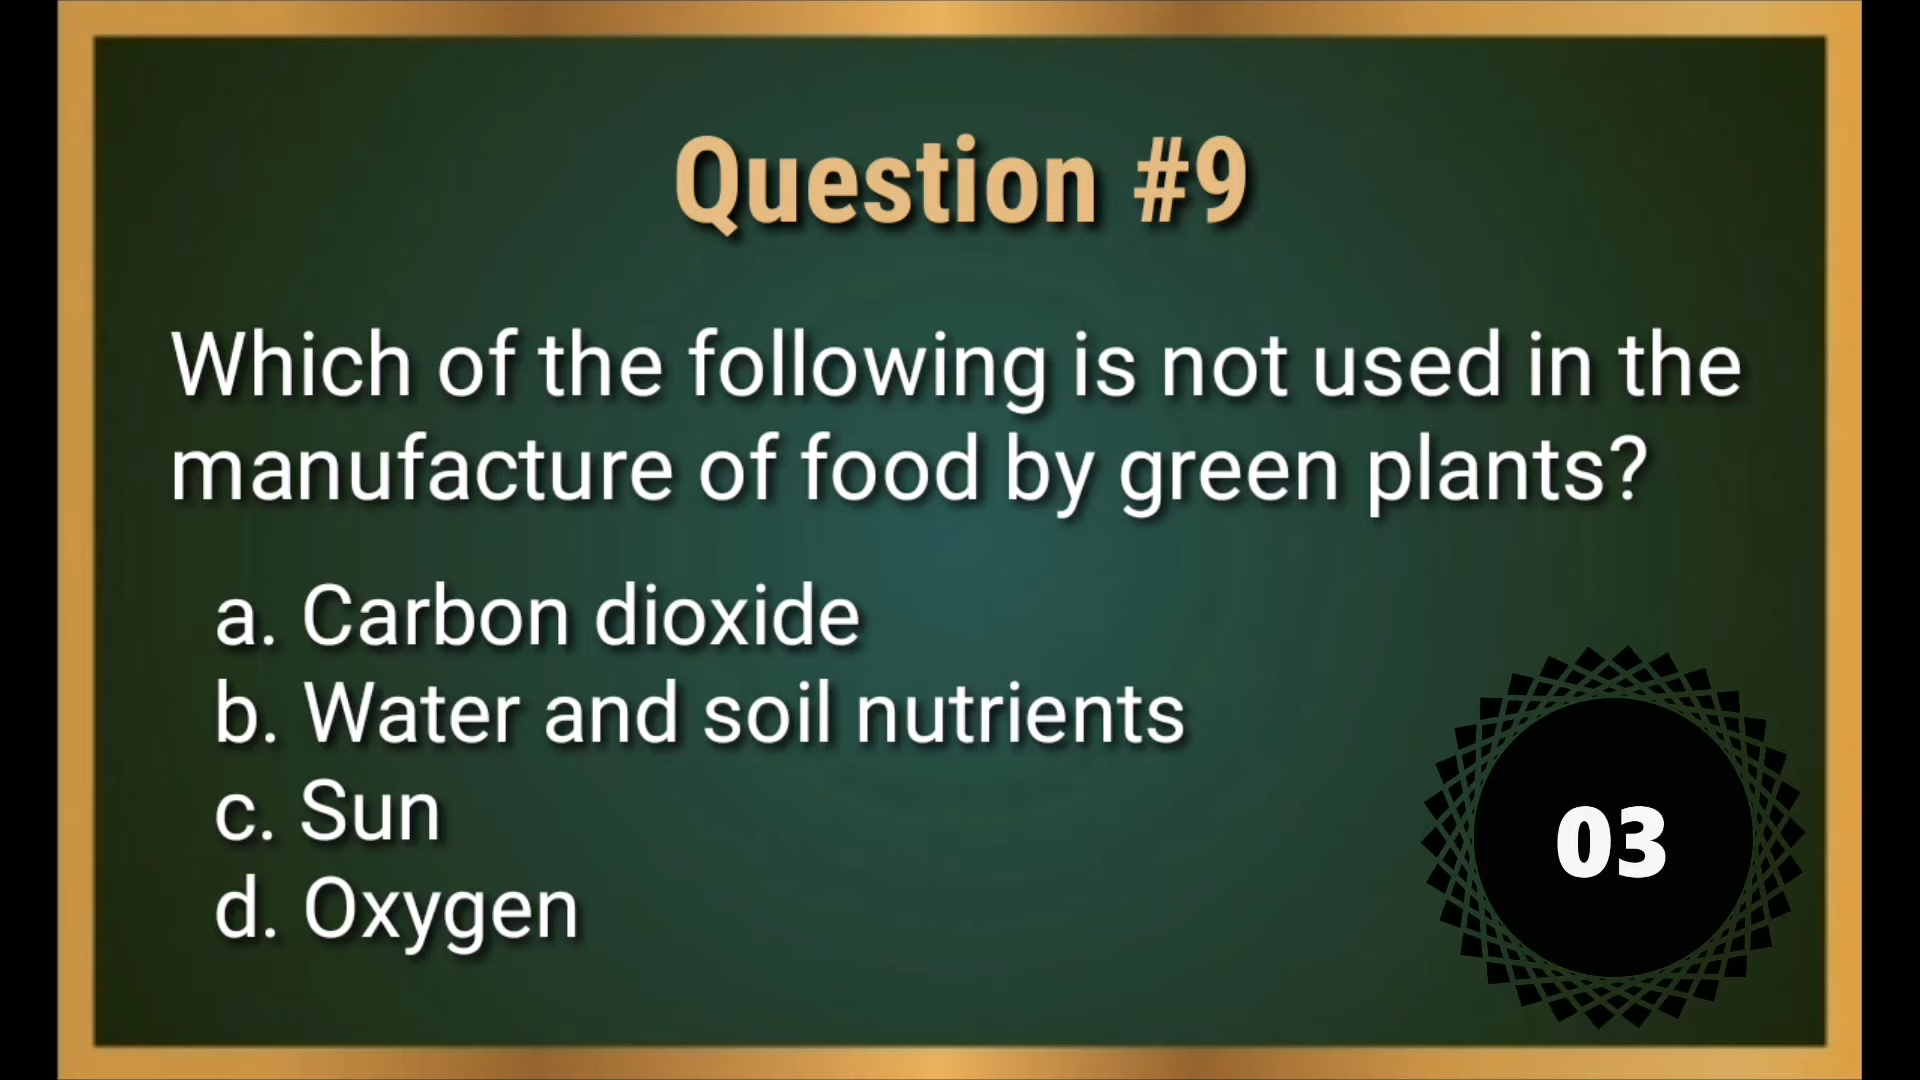 Question #9
Which of the following is not used in the
manufacture of food by green plants?
a. Carbon dioxide
b. Water and soil nutrients
c. Sun
d. Oxygen
03